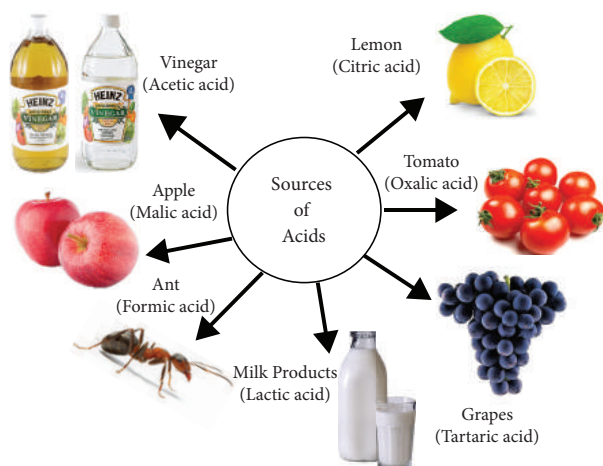 Vinegar
(Acetic acid)
Lemon
(Citric acid)
HEINZ
VINEGAR
HEINZ
VINEGAR
Sources
of
Acids
Tomato
(Oxalic acid)
Apple
(Malic acid)
Ant
(Formic acid)
Milk Products
(Lactic acid)
Grapes
(Tartaric acid)